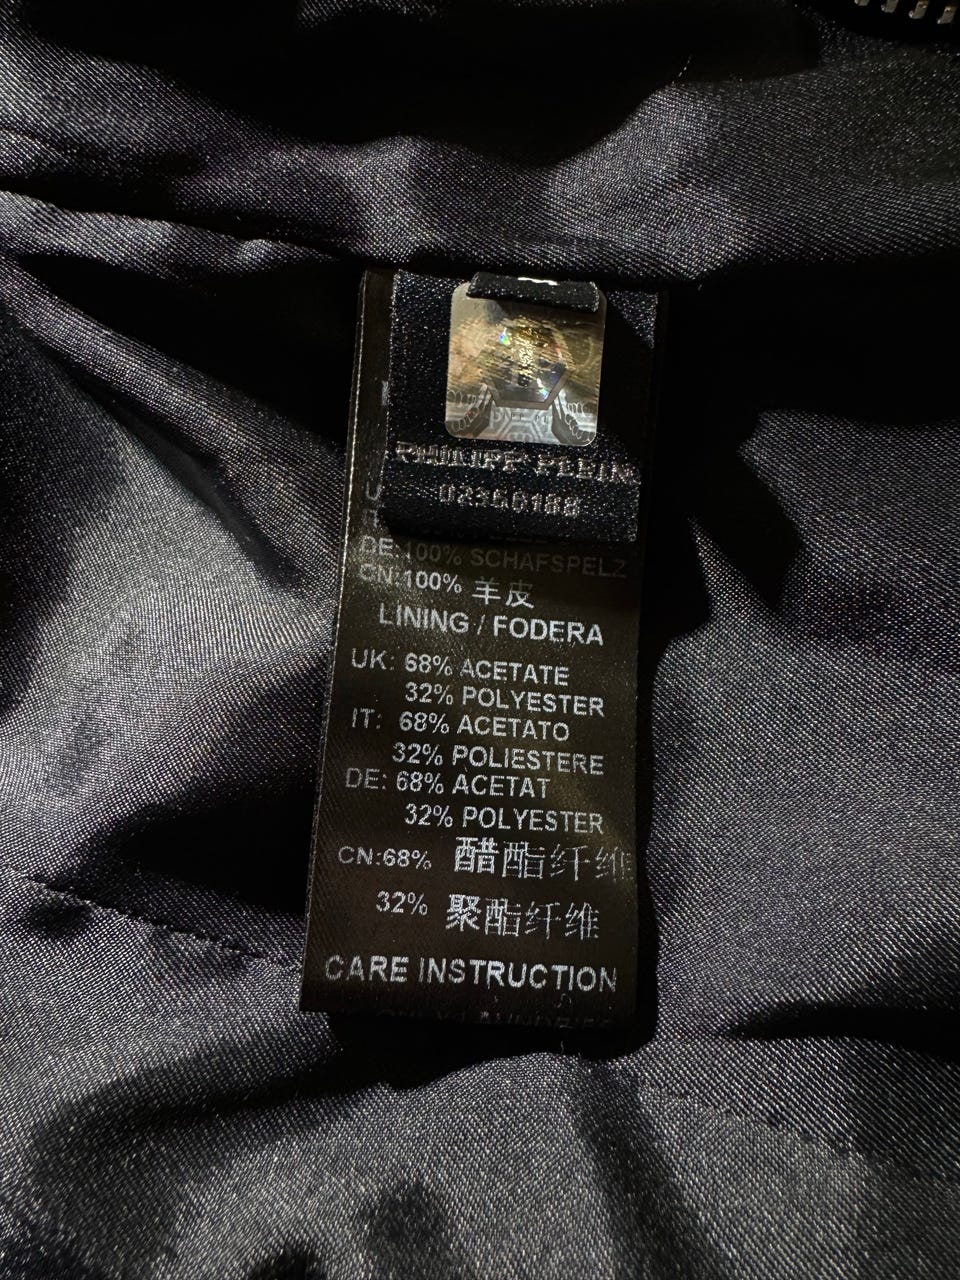 PHILIPP PLEIN
02356188
DE:100% SCHAFSPELZ
CN:100% 羊皮
LINING / FODERA
UK: 68% ACETATE
32% POLYESTER
IT: 68% ACETATO
32% POLIESTERE
DE: 68% ACETAT
32% POLYESTER
CN:68% 醋酯纤维
32% 聚酯纤维
CARE INSTRUCTION